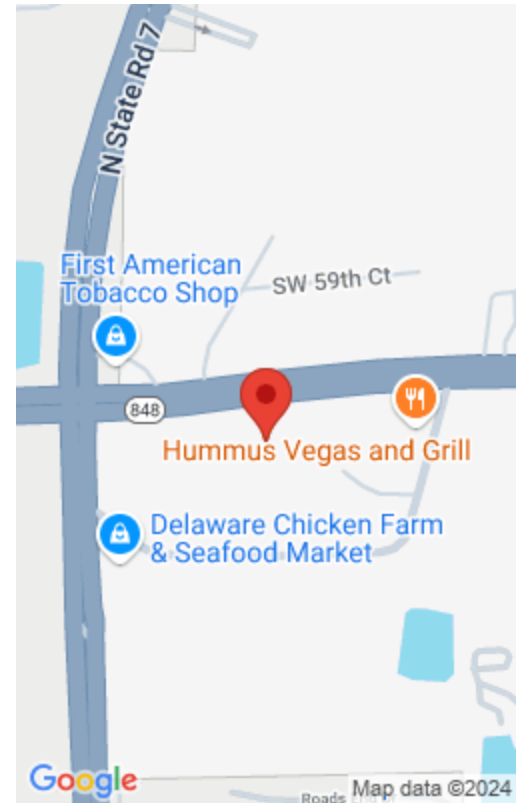 N State Rd 7
First American
Tobacco Shop
SW 59th Ct
848
Hummus Vegas and Grill
Delaware Chicken Farm
& Seafood Market
Google
Roads
Map data ©2024